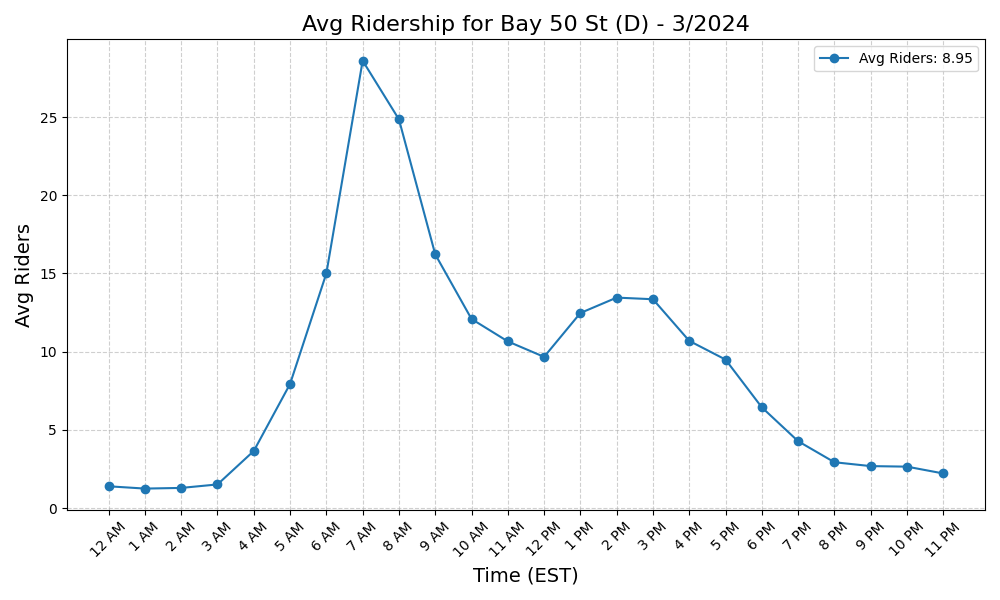 Avg Ridership for Bay 50 St (D) - 3/2024
Avg Riders: 8.95
Avg Riders
25
20
15
10
5
0
12 AM
1 AM
2 AM
3 AM
4 AM
5 AM
6 AM
7 AM
8 AM
9 AM
10 AM
11 AM
12 PM
1 PM
2 PM
3 PM
4 PM
5 PM
6 PM
7 PM
8 PM
9 PM
10 PM
11 PM
Time (EST)